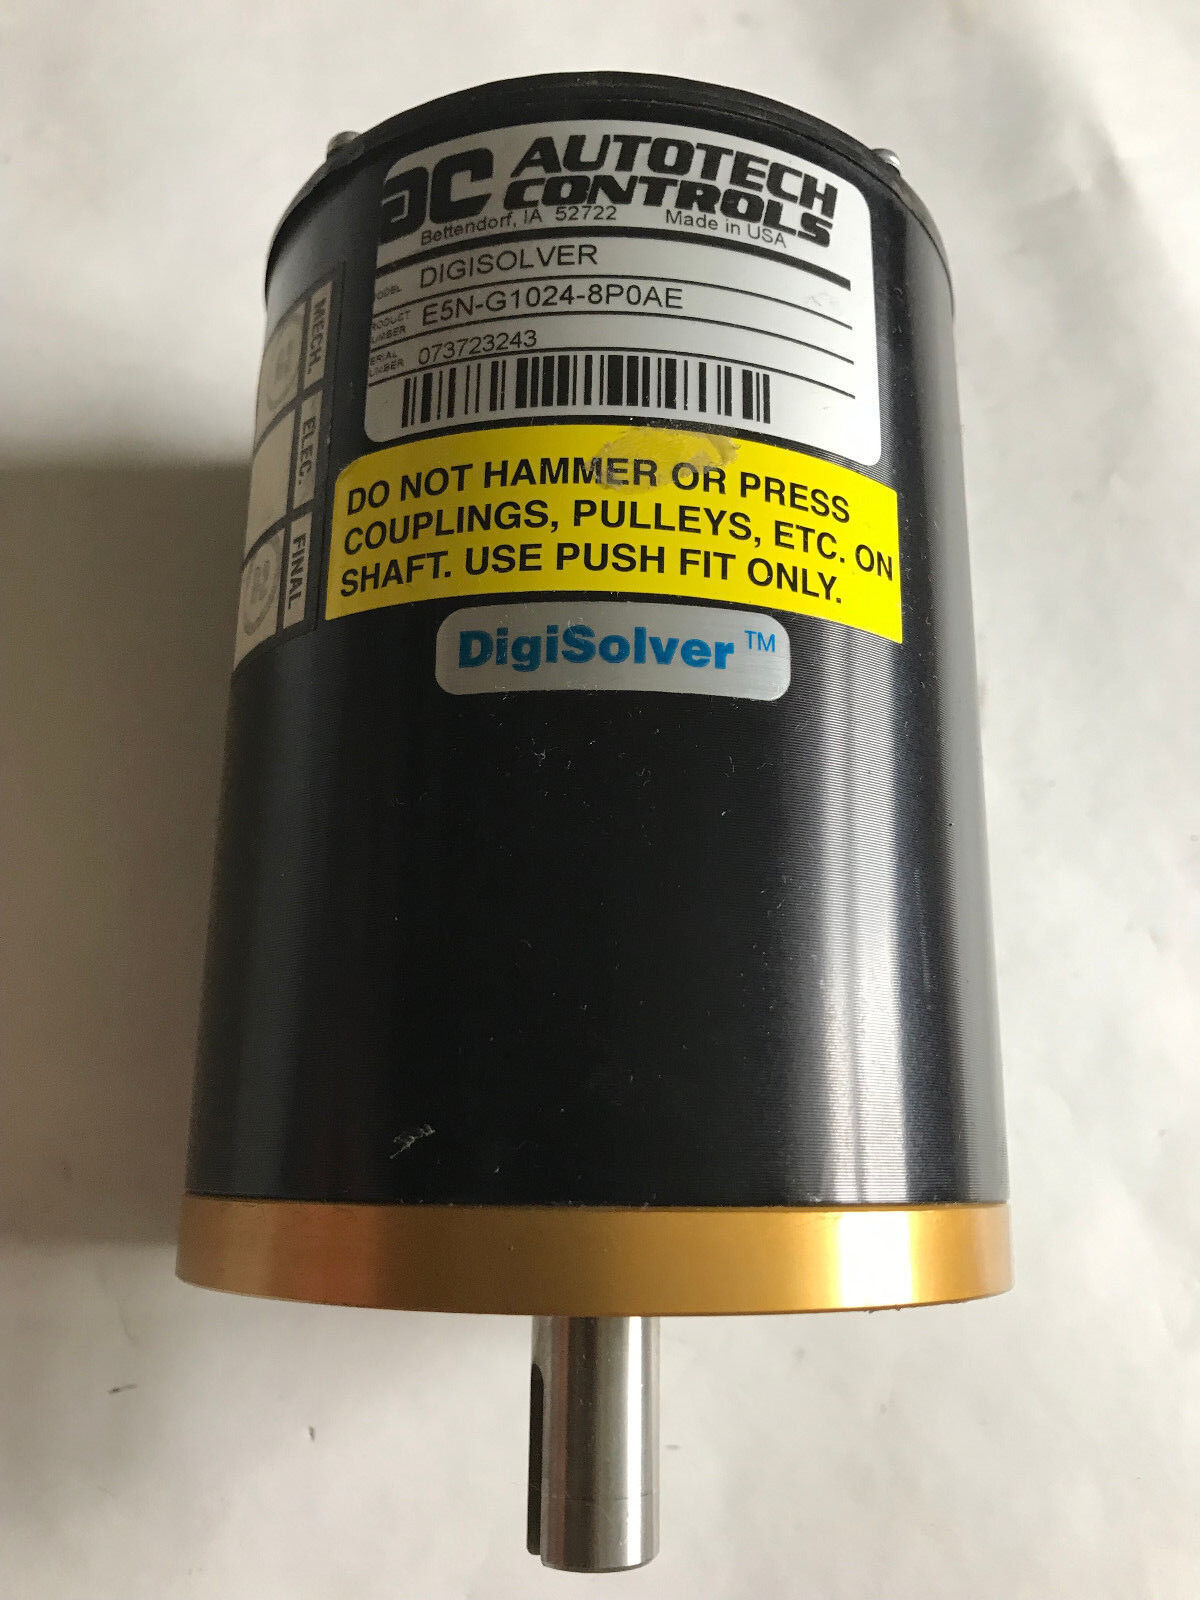 AC AUTOTECH
CONTROLS
Bettendorf, IA 52722 Made in USA
DIGISOLVER
E5N-G1024-8P0AE
073723243
MECH.
ELEC.
FINAL
DO NOT HAMMER OR PRESS
COUPLINGS, PULLEYS, ETC. ON
SHAFT. USE PUSH FIT ONLY.
DigiSolver™